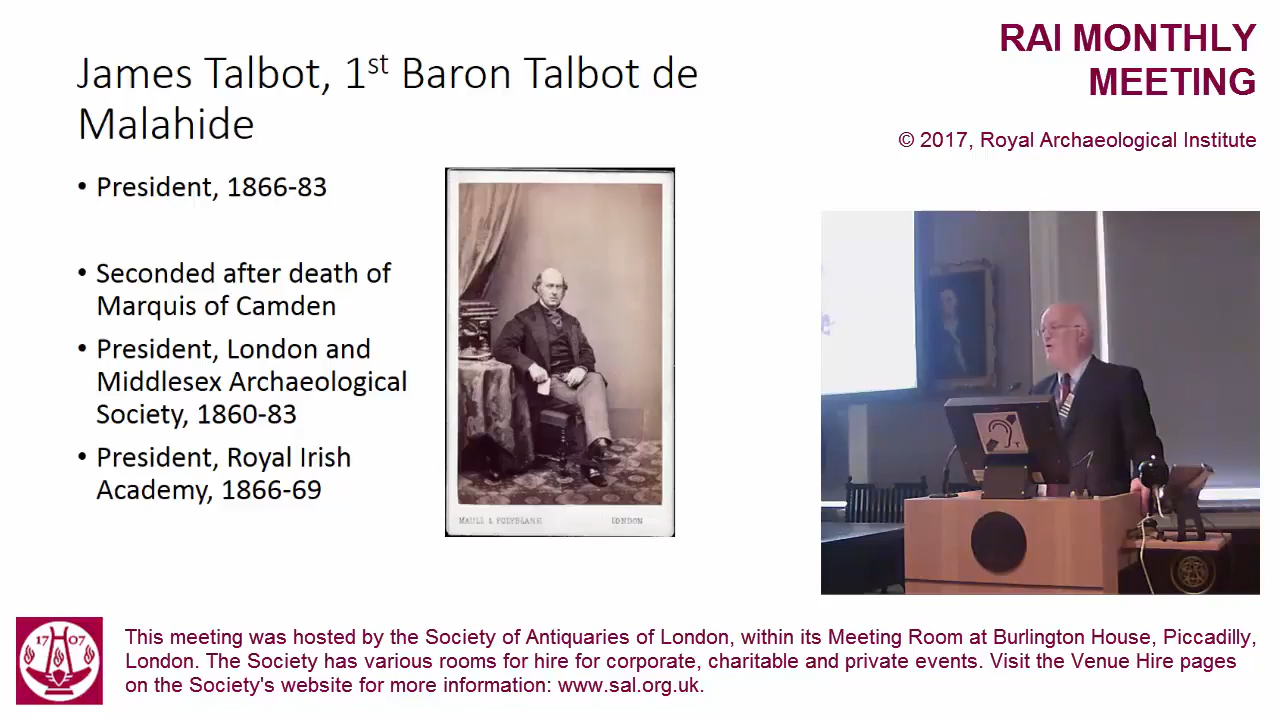 James Talbot, 1st Baron Talbot de
Malahide
• President, 1866-83
• Seconded after death of
Marquis of Camden
• President, London and
Middlesex Archaeological
Society, 1860-83
• President, Royal Irish
Academy, 1866-69
MAULL & POLYBLANK
LONDON
RAI MONTHLY
MEETING
© 2017, Royal Archaeological Institute
1707
This meeting was hosted by the Society of Antiquaries of London, within its Meeting Room at Burlington House, Piccadilly,
London. The Society has various rooms for hire for corporate, charitable and private events. Visit the Venue Hire pages
on the Society's website for more information: www.sal.org.uk.